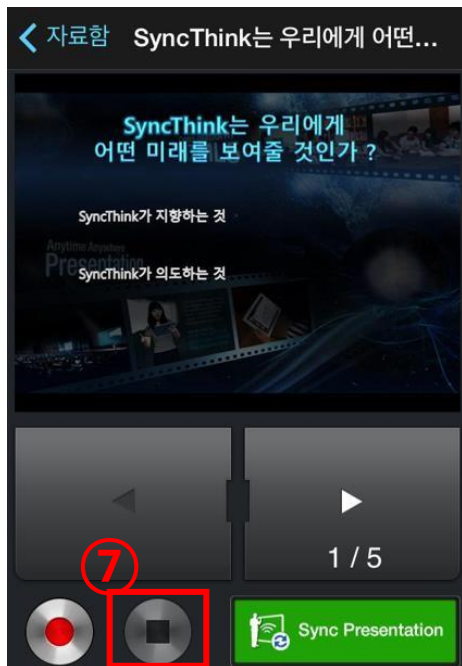 자료함 SyncThink는 우리에게 어떤...
SyncThink는 우리에게
어떤 미래를 보여줄 것인가 ?
SyncThink가 지향하는 것
Anytime Anywhere
Presentation
SyncThink가 의도하는 것
1 / 5
⑦
Sync Presentation